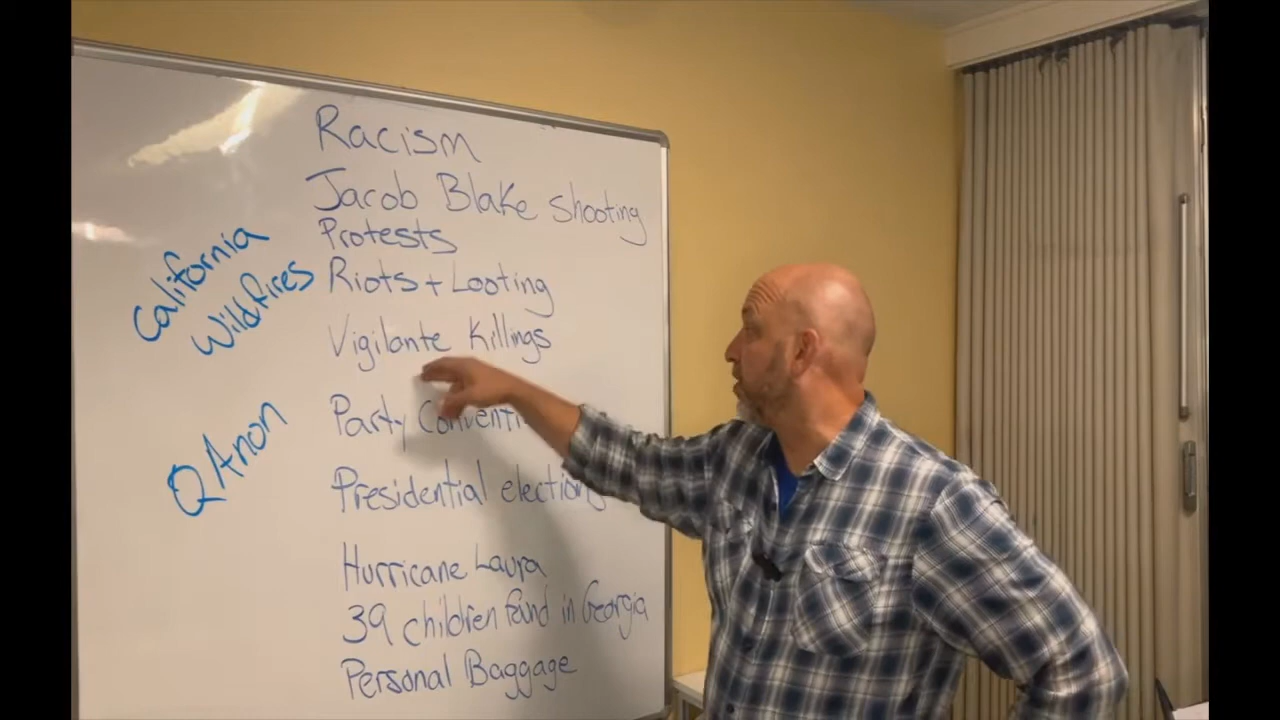 Racism
Jacob Blake shooting
Protests
Riots + Looting
Vigilante Killings
Party
Presidential elections
Hurricane Laura
39 children found in Georgia
Personal Baggage
California
Wildfires
QAnon